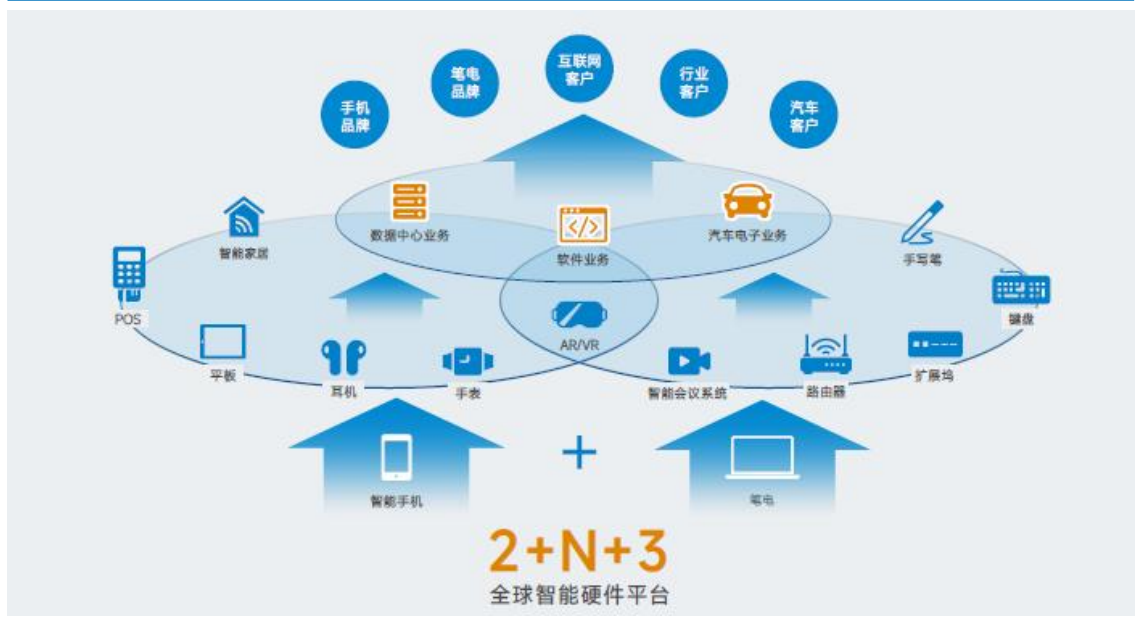 互联网
客户
笔电
品牌
行业
客户
手机
品牌
汽车
客户
数据中心业务
</>
软件业务
汽车电子业务
智能家居
手写笔
POS
键盘
AR/VR
平板
耳机
手表
智能会议系统
路由器
扩展坞
+
智能手机
笔电
2+N+3
全球智能硬件平台